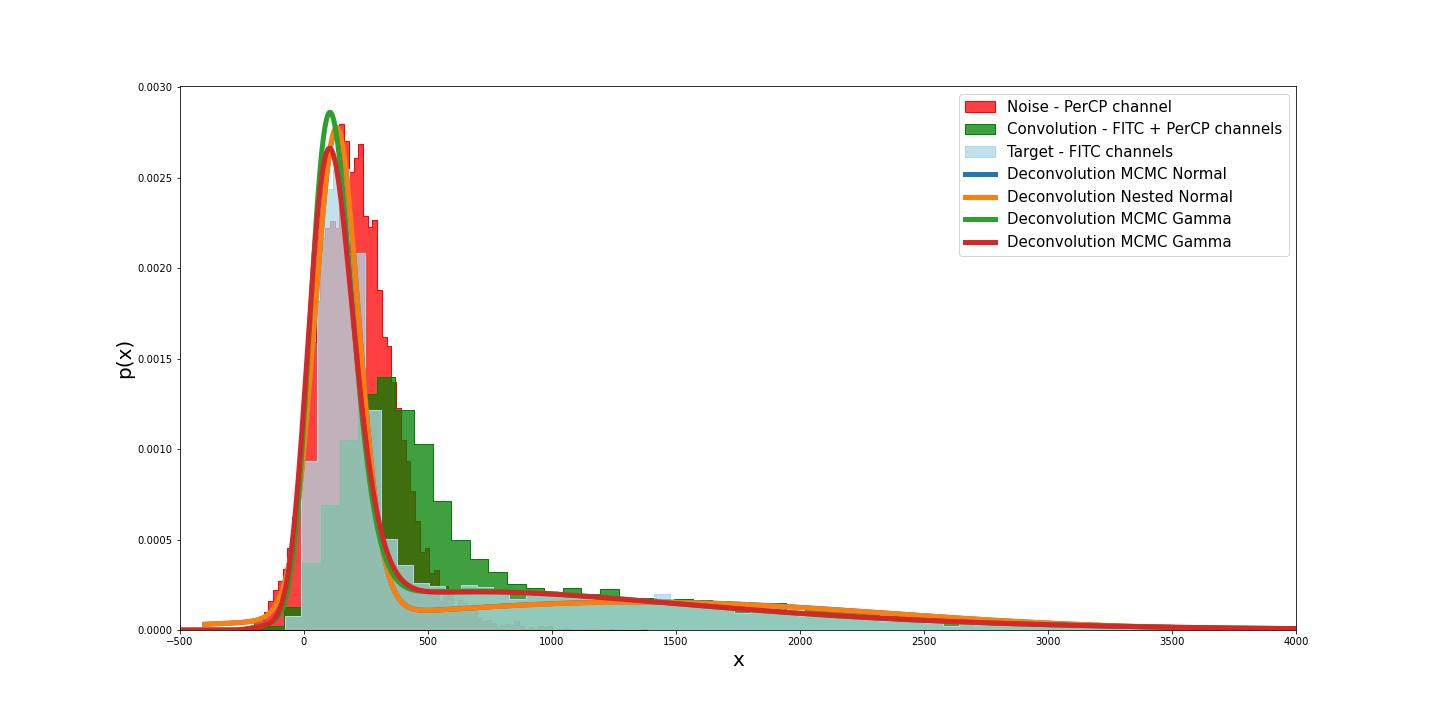 0.0030
0.0025
0.0020
0.0015
0.0010
0.0005
0.0000
p(x)
−500
0
500
1000
1500
2000
2500
3000
3500
4000
x
Noise - PerCP channel
Convolution - FITC + PerCP channels
Target - FITC channels
Deconvolution MCMC Normal
Deconvolution Nested Normal
Deconvolution MCMC Gamma
Deconvolution MCMC Gamma